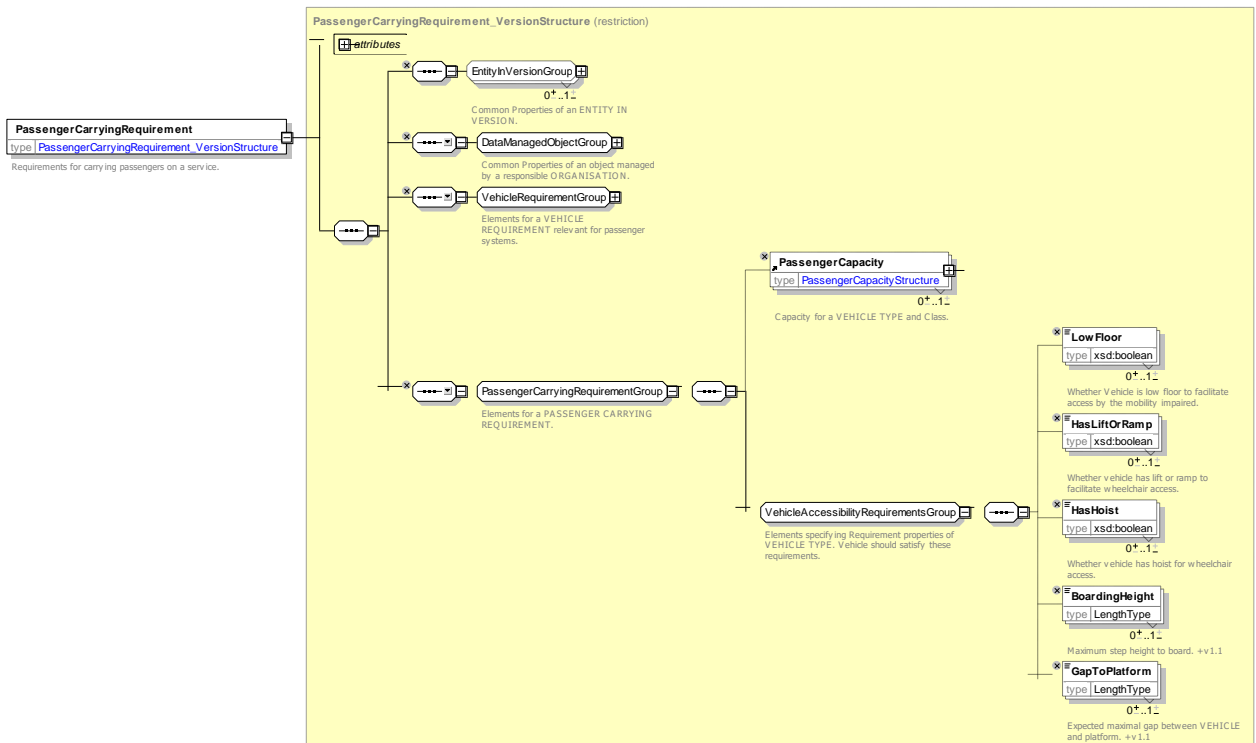 PassengerCarryingRequirement_VersionStructure (restriction)
attributes
EntityInVersionGroup
0..1
Common Properties of an ENTITY IN
VERSION.
PassengerCarryingRequirement
type PassengerCarryingRequirement_VersionStructure
Requirements for carrying passengers on a service.
DataManagedObjectGroup
Common Properties of an object managed
by a responsible ORGANISATION.
VehicleRequirementGroup
Elements for a VEHICLE
REQUIREMENT relevant for passenger
systems.
PassengerCapacity
type PassengerCapacityStructure
0..1
Capacity for a VEHICLE TYPE and Class.
PassengerCarryingRequirementGroup
Elements for a PASSENGER CARRYING
REQUIREMENT.
VehicleAccessibilityRequirementsGroup
Elements specifying Requirement properties of
VEHICLE TYPE. Vehicle should satisfy these
requirements.
LowFloor
type xsd:boolean
0..1
Whether Vehicle is low floor to facilitate
access by the mobility impaired.
HasLiftOrRamp
type xsd:boolean
0..1
Whether vehicle has lift or ramp to
facilitate wheelchair access.
HasHoist
type xsd:boolean
0..1
Whether vehicle has hoist for wheelchair
access.
BoardingHeight
type LengthType
0..1
Maximum step height to board. +v1.1
GapToPlatform
type LengthType
0..1
Expected maximal gap between VEHICLE
and platform. +v1.1